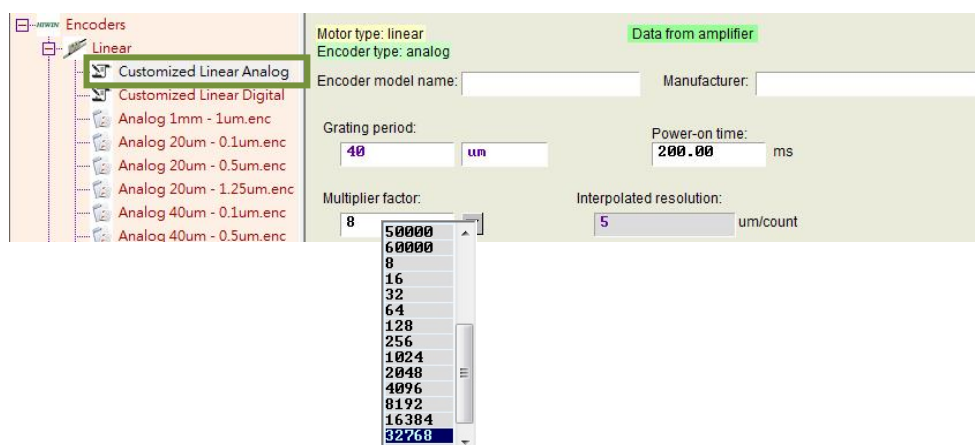 HIWIN Encoders
Linear
Customized Linear Analog
Customized Linear Digital
Analog 1mm - 1um.enc
Analog 20um - 0.1um.enc
Analog 20um - 0.5um.enc
Analog 20um - 1.25um.enc
Analog 40um - 0.1um.enc
Analog 40um - 0.5um.enc
Motor type: linear
Data from amplifier
Encoder type: analog
Encoder model name:
Manufacturer:
Grating period:
Power-on time:
40 um
200.00 ms
Multiplier factor:
Interpolated resolution:
8
5 um/count
50000
60000
8
16
32
64
128
256
1024
2048
4096
8192
16384
32768